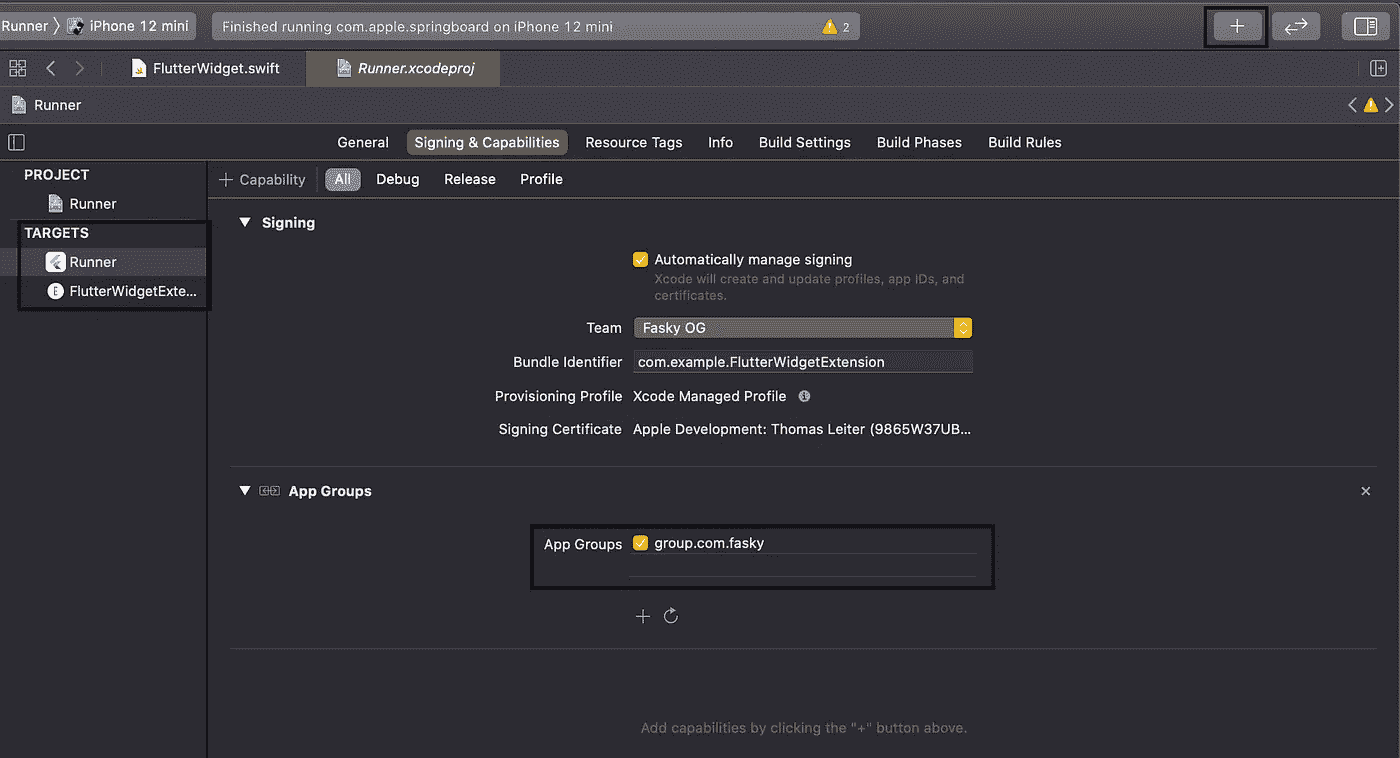 Runner iPhone 12 mini Finished running com.apple.springboard on iPhone 12 mini 2
FlutterWidget.swift Runner.xcodeproj
Runner
General Signing & Capabilities Resource Tags Info Build Settings Build Phases Build Rules
PROJECT
Runner
TARGETS
Runner
E FlutterWidgetExte...
+ Capability All Debug Release Profile
Signing
Automatically manage signing
Xcode will create and update profiles, app IDs, and
certificates.
Team Fasky OG
Bundle Identifier com.example.FlutterWidgetExtension
Provisioning Profile Xcode Managed Profile
Signing Certificate Apple Development: Thomas Leiter (9865W37UB...
App Groups
App Groups group.com.fasky
Add capabilities by clicking the "+" button above.